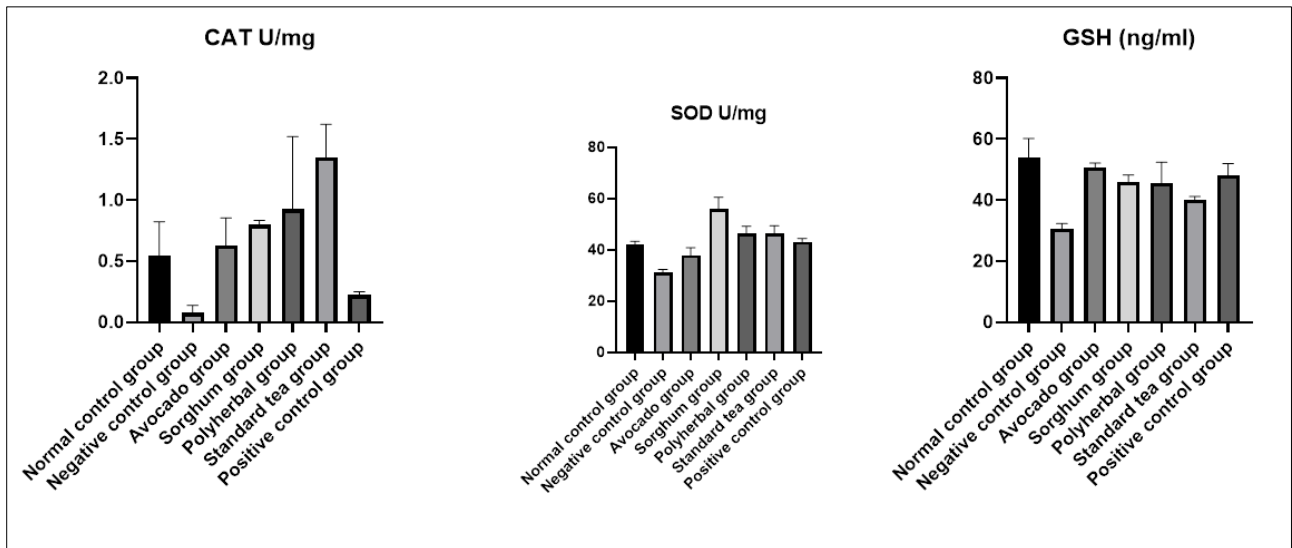 CAT U/mg
2.0
1.5
1.0
0.5
0.0
Normal control group
Negative control group
Avocado group
Sorghum group
Polyherbal group
Standard tea group
Positive control group
SOD U/mg
80
60
40
20
0
Normal control group
Negative control group
Avocado group
Sorghum group
Polyherbal group
Standard tea group
Positive control group
GSH (ng/ml)
80
60
40
20
0
Normal control group
Negative control group
Avocado group
Sorghum group
Polyherbal group
Standard tea group
Positive control group